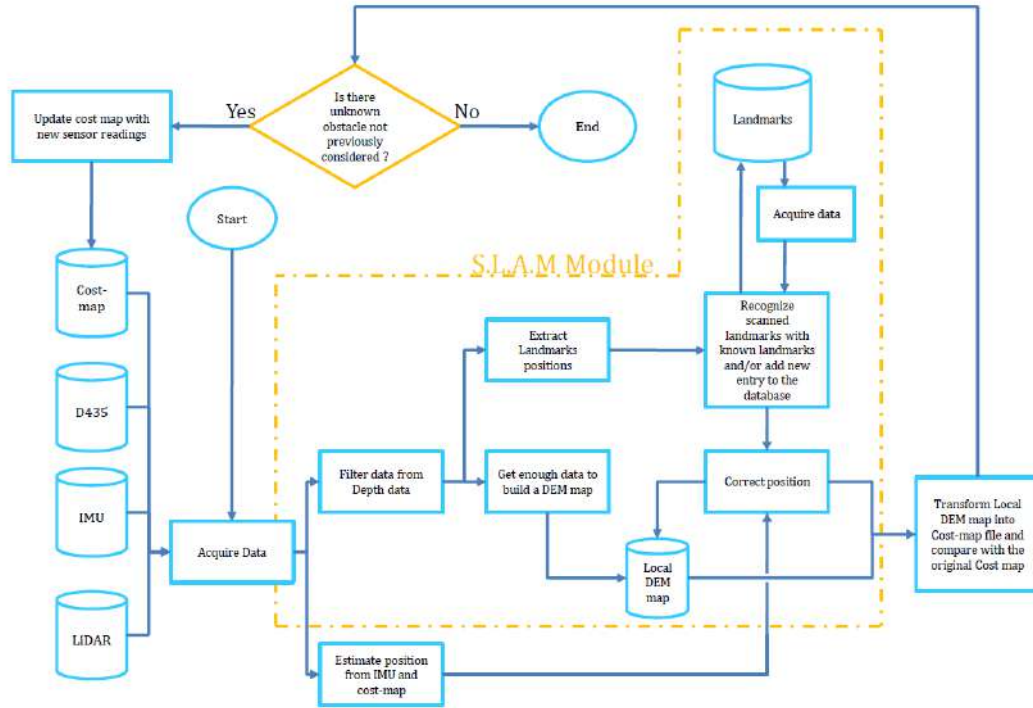 Is there
unknown
obstacle not
previously
considered ?
Yes
No
End
Update cost map with
new sensor readings
Landmarks
Start
Acquire data
S.L.A.M Module
Cost-
map
Extract
Landmarks
positions
Recognize
scanned
landmarks with
known landmarks
and/or add new
entry to the
database
D435
Filter data from
Depth data
Get enough data to
build a DEM map
Correct position
IMU
Acquire Data
Transform Local
DEM map Into
Cost-map file and
compare with the
original Cost map
Local
DEM
map
LiDAR
Estimate position
from IMU and
cost-map